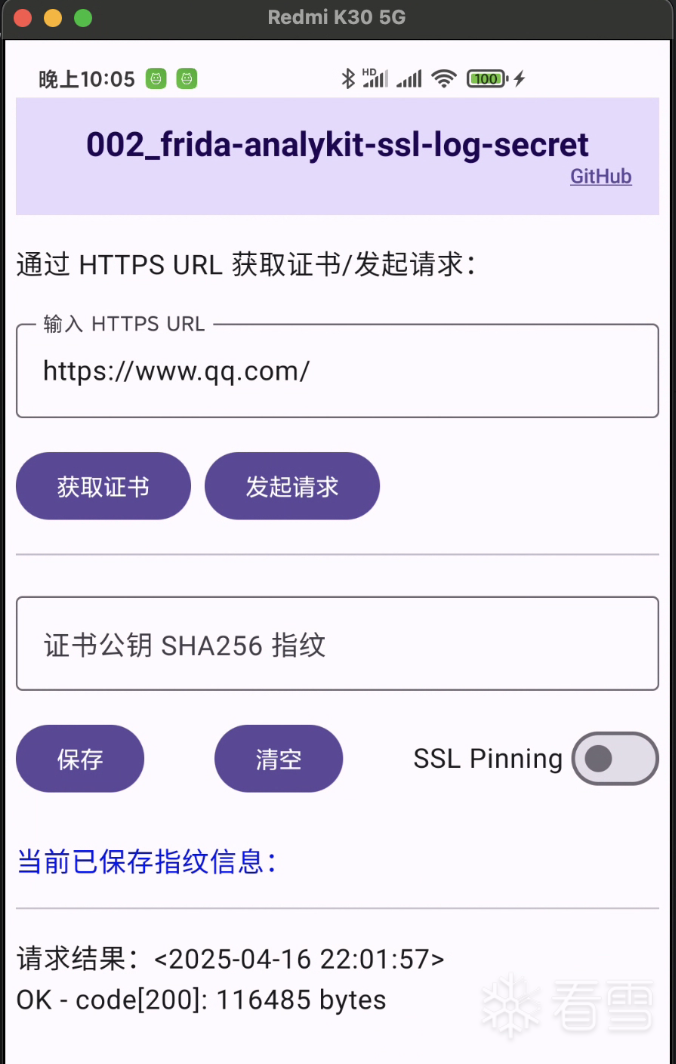 Redmi K30 5G
晚上10:05
HD
100
002_frida-analykit-ssl-log-secret
GitHub
通过 HTTPS URL 获取证书/发起请求：
输入 HTTPS URL
https://www.qq.com/
获取证书 发起请求
证书公钥 SHA256 指纹
保存 清空 SSL Pinning
当前已保存指纹信息：
请求结果：<2025-04-16 22:01:57>
OK - code[200]: 116485 bytes
看雪